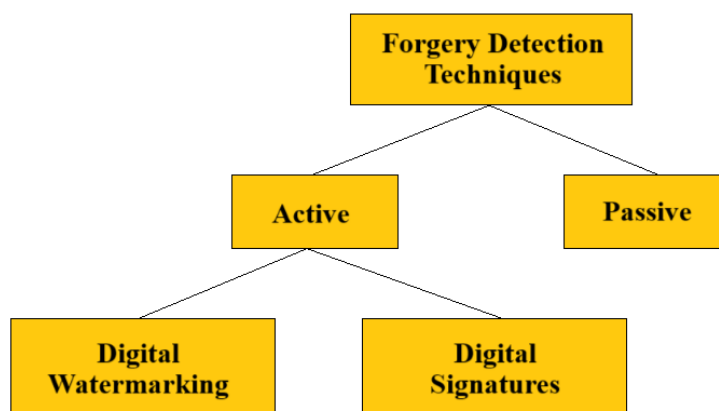 Forgery Detection
Techniques
Active
Passive
Digital
Watermarking
Digital
Signatures